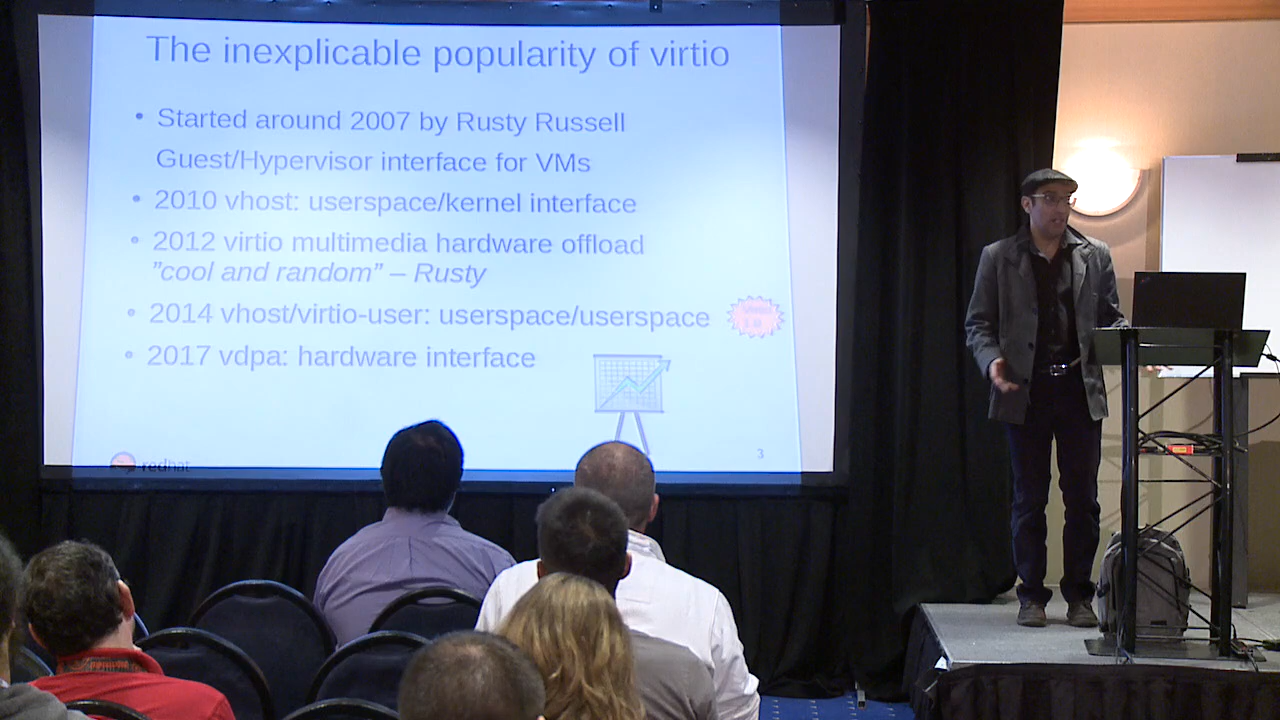 The inexplicable popularity of virtio
• Started around 2007 by Rusty Russell
Guest/Hypervisor interface for VMs
• 2010 vhost: userspace/kernel interface
• 2012 virtio multimedia hardware offload
"cool and random" – Rusty
• 2014 vhost/virtio-user: userspace/userspace
• 2017 vdpa: hardware interface
redhat
3